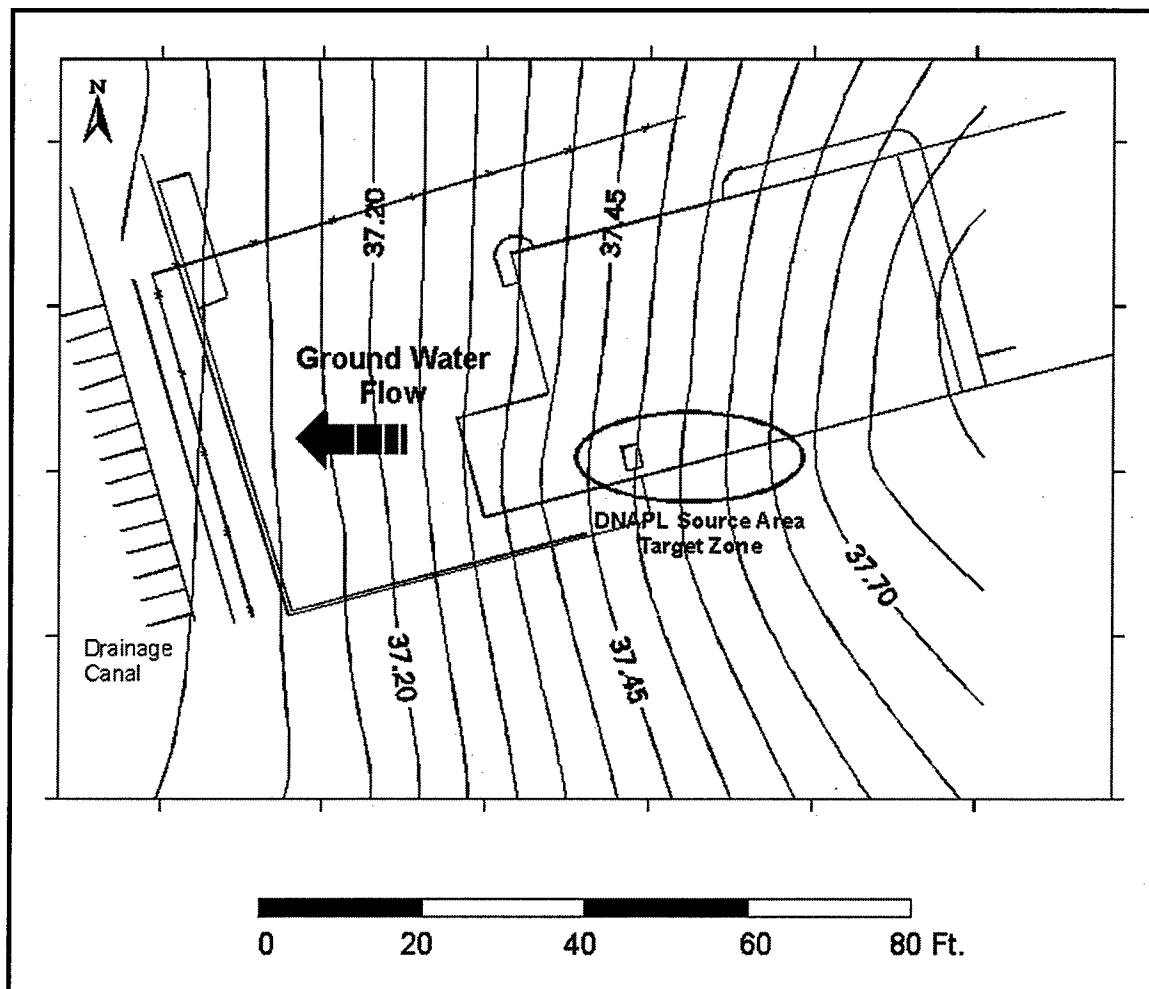 N
37.20
37.45
Ground Water
Flow
DNAPL Source Area
Target Zone
37.70
37.20
37.45
Drainage
Canal
0 20 40 60 80 Ft.